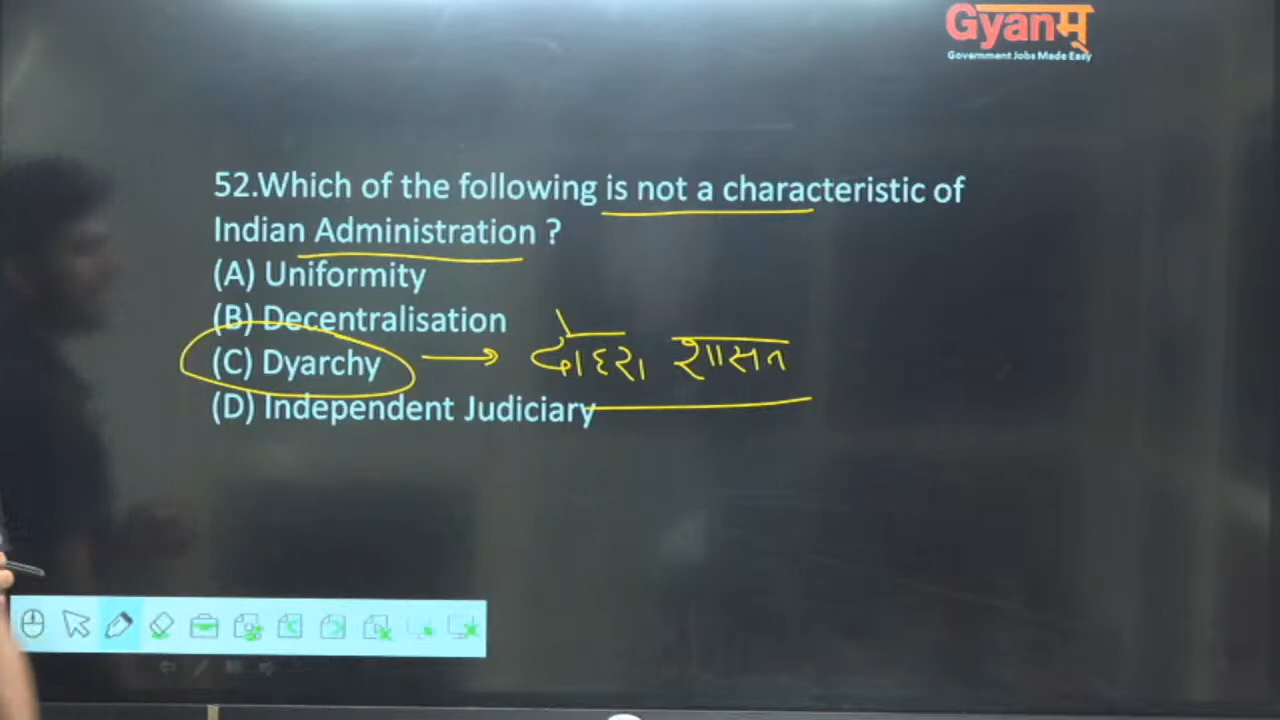 Gyanम्
Government Jobs Made Easy
52.Which of the following is not a characteristic of
Indian Administration ?
(A) Uniformity
(B) Decentralisation
(C) Dyarchy → दोहरा शासन
(D) Independent Judiciary